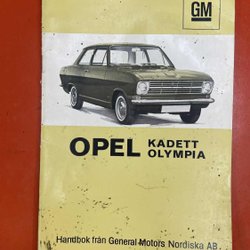 GM
OPEL KADETT
OLYMPIA
Handbok från General Motors Nordiska AB